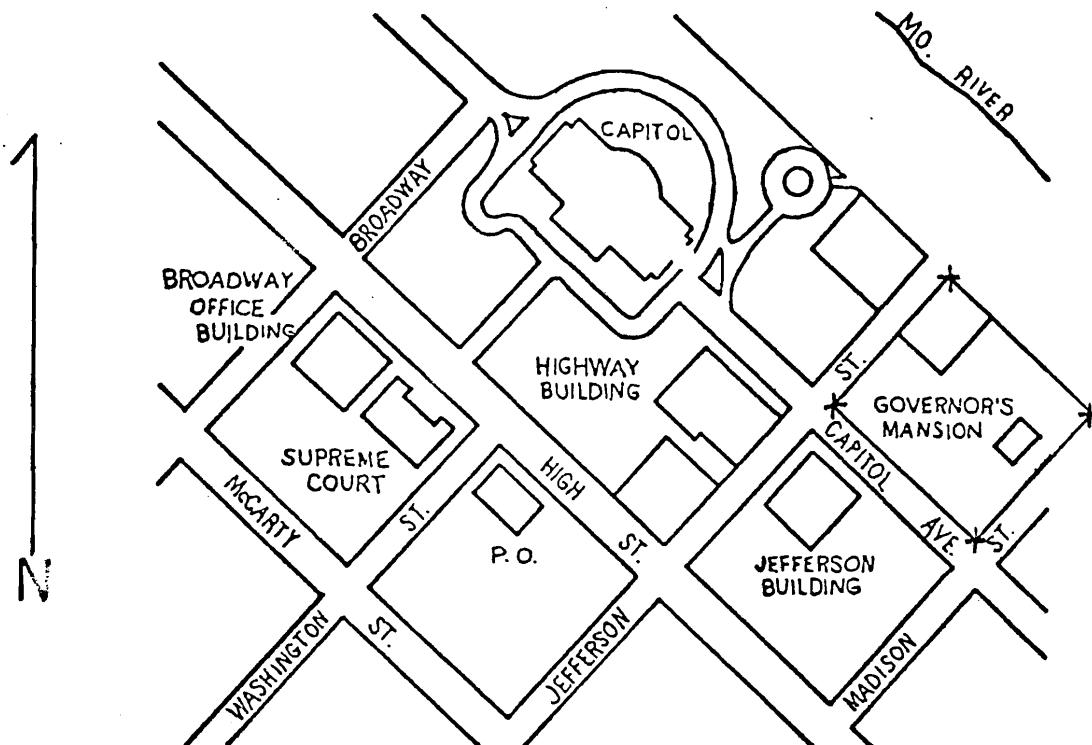 MO.
RIVER
CAPITOL
BROADWAY
BROADWAY
OFFICE
BUILDING
HIGHWAY
BUILDING
ST.
GOVERNOR'S
MANSION
CAPITOL
AVE.
ST.
SUPREME
COURT
HIGH
ST.
McCARTY
ST.
ST.
P. O.
JEFFERSON
BUILDING
N
WASHINGTON
JEFFERSON
MADISON